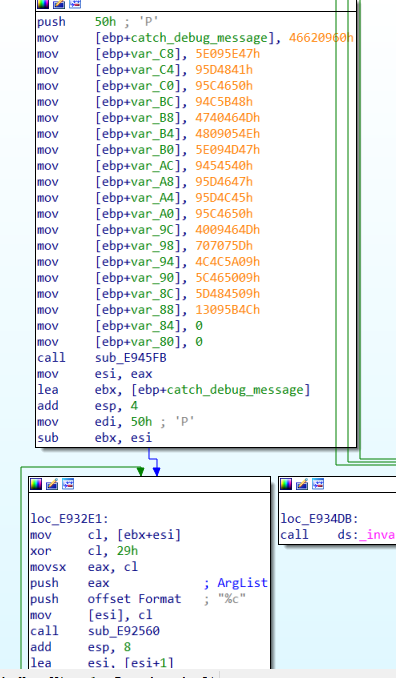 push 50h ; 'P'
mov [ebp+catch_debug_message], 46620960h
mov [ebp+var_C8], 5E095E47h
mov [ebp+var_C4], 95D4841h
mov [ebp+var_C0], 95C4650h
mov [ebp+var_BC], 94C5B48h
mov [ebp+var_B8], 4740464Dh
mov [ebp+var_B4], 4809054Eh
mov [ebp+var_B0], 5E094D47h
mov [ebp+var_AC], 9454540h
mov [ebp+var_A8], 95D4647h
mov [ebp+var_A4], 95D4C45h
mov [ebp+var_A0], 95C4650h
mov [ebp+var_9C], 4009464Dh
mov [ebp+var_98], 707075Dh
mov [ebp+var_94], 4C4C5A09h
mov [ebp+var_90], 5C465009h
mov [ebp+var_8C], 5D484509h
mov [ebp+var_88], 13095B4Ch
mov [ebp+var_84], 0
mov [ebp+var_80], 0
call sub_E945FB
mov esi, eax
lea ebx, [ebp+catch_debug_message]
add esp, 4
mov edi, 50h ; 'P'
sub ebx, esi
loc_E932E1:
mov cl, [ebx+esi]
xor cl, 29h
movsx eax, cl
push eax ; ArgList
push offset Format ; "%c"
mov [esi], cl
call sub_E92560
add esp, 8
lea esi, [esi+1]
loc_E934DB:
call ds:_inva